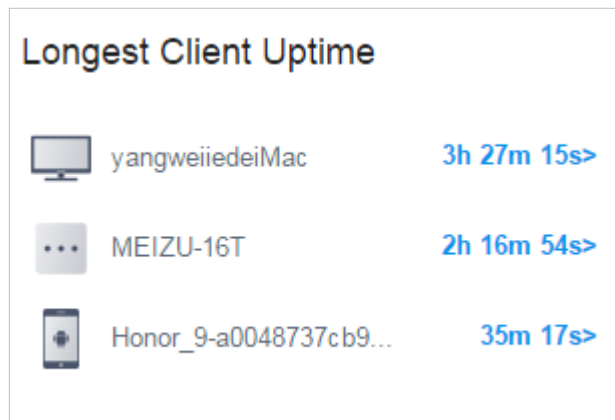 Longest Client Uptime
yangweiiedeiMac 3h 27m 15s>
MEIZU-16T 2h 16m 54s>
Honor_9-a0048737cb9... 35m 17s>